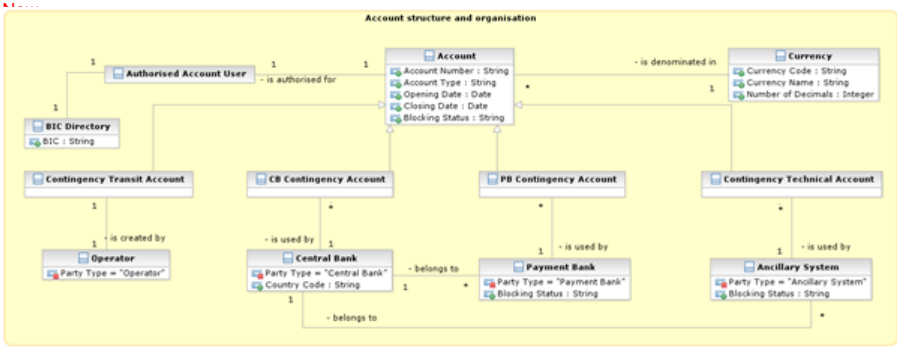 Account structure and organisation
Account
Account Number : String
Account Type : String
Opening Date : Date
Closing Date : Date
Blocking Status : String
Currency
Currency Code : String
Currency Name : String
Number of Decimals : Integer
1
Authorised Account User
1
1
- is authorised for
- is denominated in
*
1
1
BIC Directory
BIC : String
Contingency Transit Account
CB Contingency Account
PB Contingency Account
Contingency Technical Account
1
*
*
*
1
- is created by
- is used by
1
1
- is used by
1
- is used by
Operator
Party Type = "Operator"
Central Bank
Party Type = "Central Bank"
Country Code : String
- belongs to
1
*
Payment Bank
Party Type = "Payment Bank"
Blocking Status : String
Ancillary System
Party Type = "Ancillary System"
Blocking Status : String
1
- belongs to
*